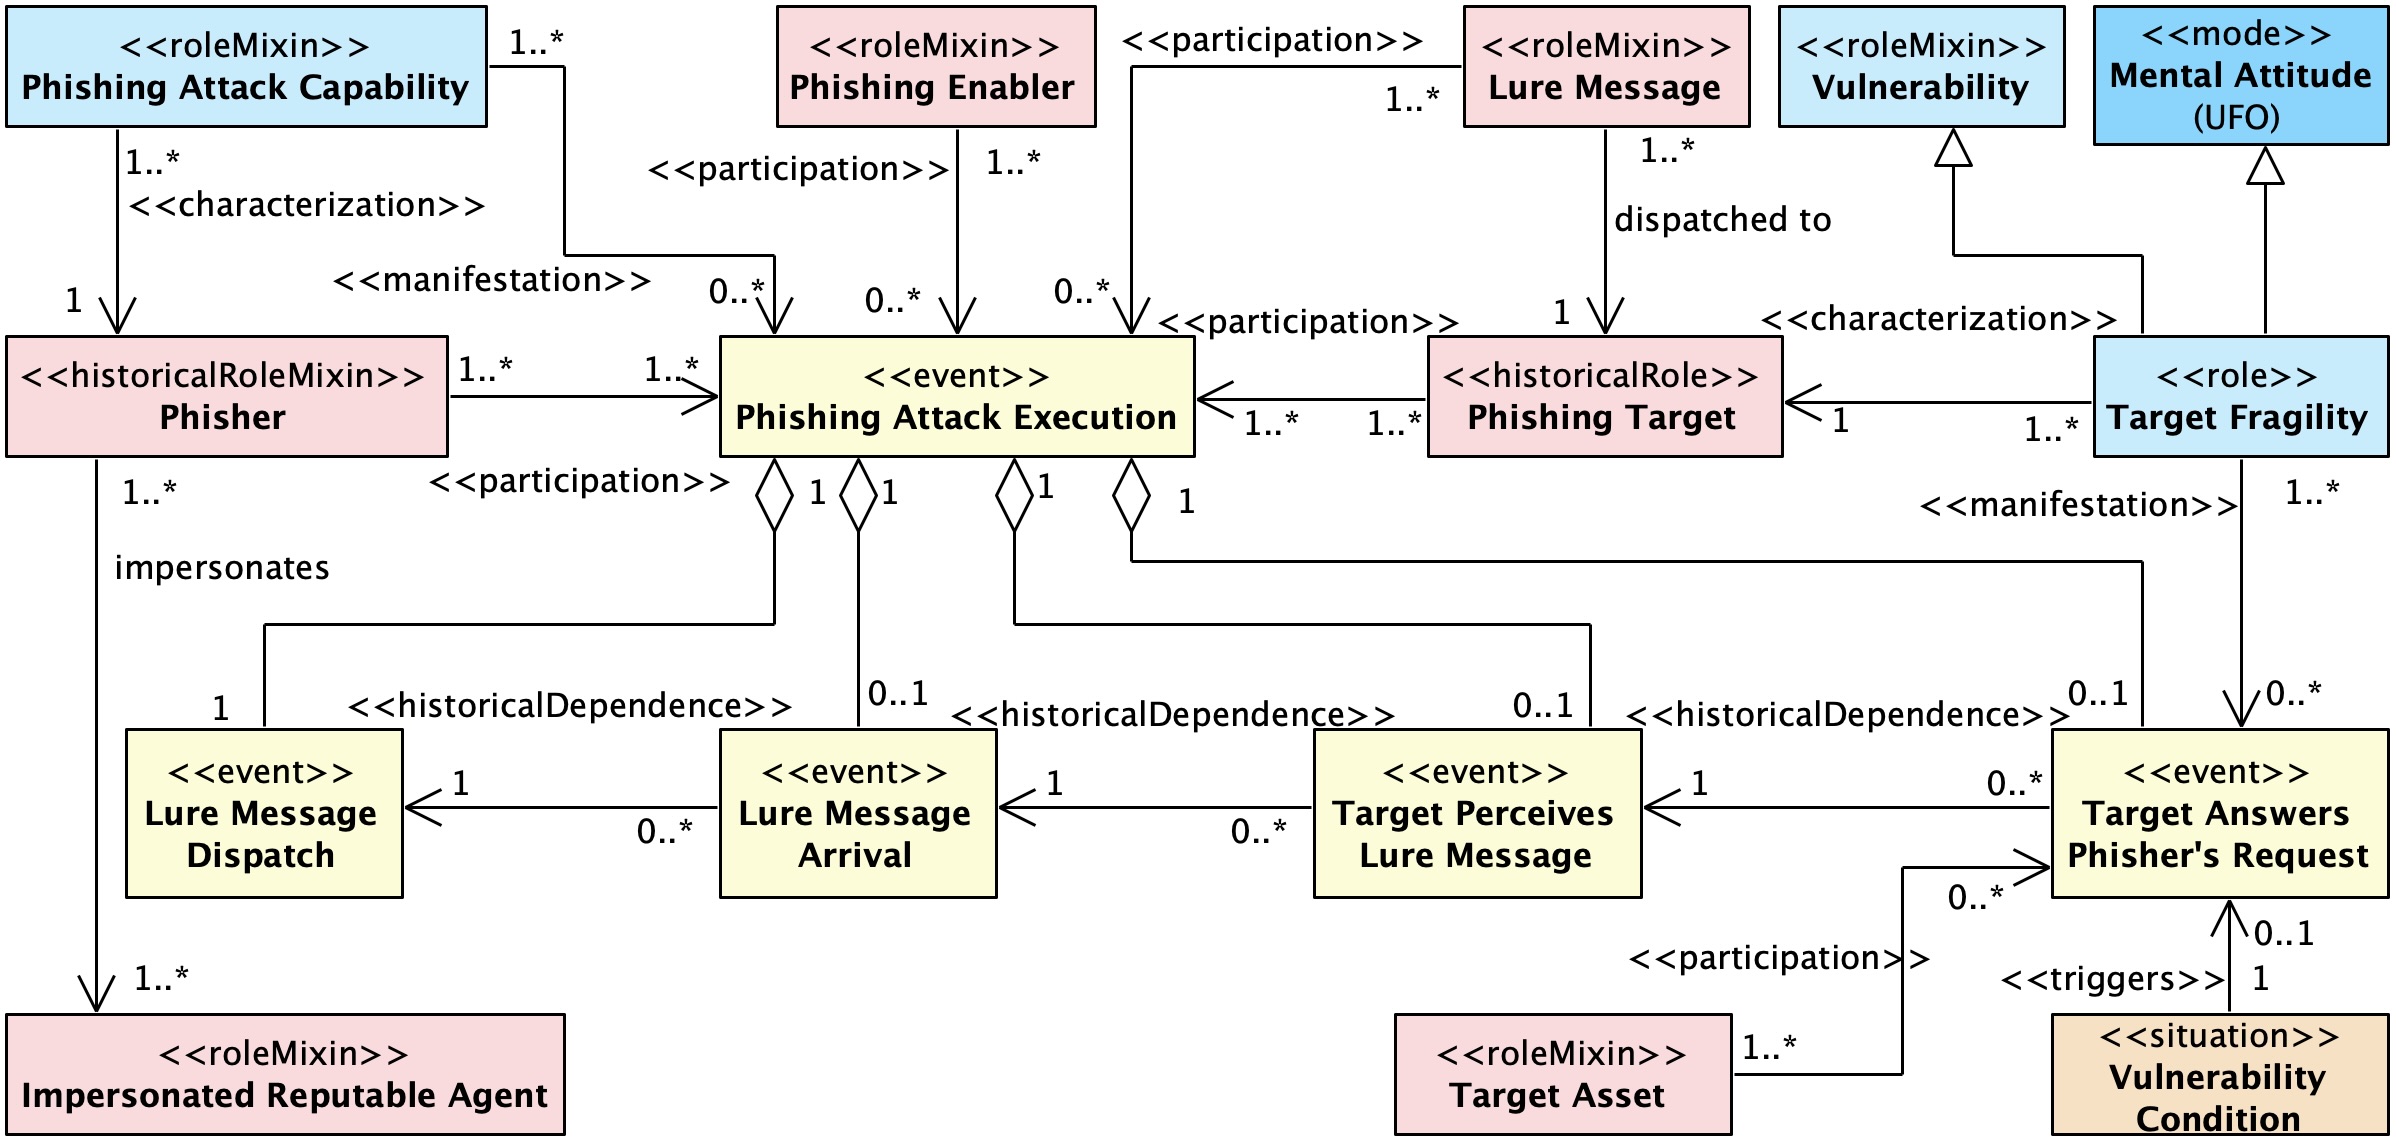 <<roleMixin>>
Phishing Attack Capability
1..*
<<roleMixin>>
Phishing Enabler
<<participation>>
1..*
<<roleMixin>>
Lure Message
<<roleMixin>>
Vulnerability
<<mode>>
Mental Attitude
(UFO)
1..*
<<characterization>>
<<participation>>
1..*
1..*
dispatched to
1
<<manifestation>>
0..*
0..*
0..*
<<participation>>
1
<<characterization>>
<<historicalRoleMixin>>
Phisher
1..*
1..*
<<event>>
Phishing Attack Execution
1..*
1..*
<<historicalRole>>
Phishing Target
1
1..*
<<role>>
Target Fragility
1..*
<<participation>>
1
1
1
1
<<manifestation>>
1..*
impersonates
1
<<historicalDependence>>
0..1
<<historicalDependence>>
0..1
<<historicalDependence>>
0..1
0..*
<<event>>
Lure Message
Dispatch
1
0..*
<<event>>
Lure Message
Arrival
1
0..*
<<event>>
Target Perceives
Lure Message
1
0..*
<<event>>
Target Answers
Phisher's Request
0..*
<<participation>>
0..1
<<triggers>>
1
1..*
<<roleMixin>>
Impersonated Reputable Agent
<<roleMixin>>
Target Asset
1..*
<<situation>>
Vulnerability
Condition